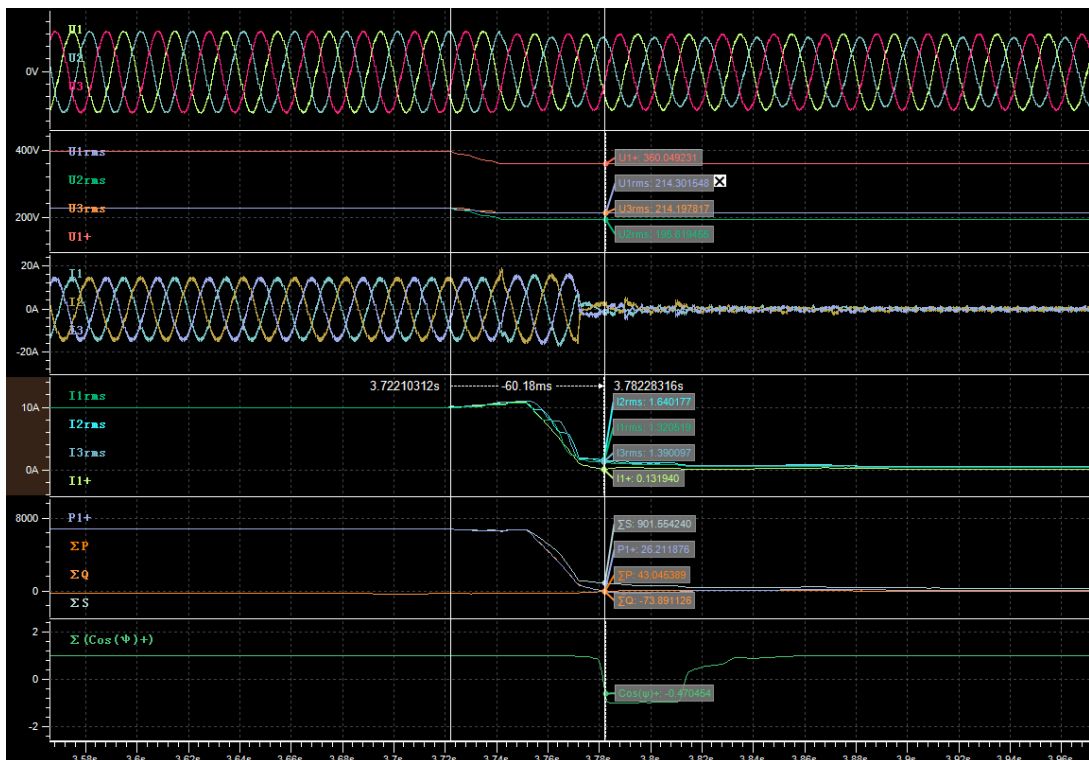 U1
U2
0V
U3
400V
U1rms
U2rms
200V
U3rms
U1+
U1+: 360.049231
U1rms: 214.301548
U3rms: 214.197817
U2rms: 195.619455
20A
I1
I2
0A
I3
-20A
3.72210312s
-60.18ms
3.78228316s
I1rms
10A
I2rms
I3rms
0A
I1+
I2rms: 1.640177
I1rms: 1.320519
I3rms: 1.390097
I1+: 0.131940
8000
P1+
ΣP
ΣQ
0
ΣS
ΣS: 901.554240
P1+: 26.211876
ΣP: 43.045389
ΣQ: -73.891126
2
Σ(Cos(Ψ)+)
0
-2
Cos(ψ)+: -0.470454
3.58s 3.6s 3.62s 3.64s 3.66s 3.68s 3.7s 3.72s 3.74s 3.76s 3.78s 3.8s 3.82s 3.84s 3.86s 3.88s 3.9s 3.92s 3.94s 3.96s